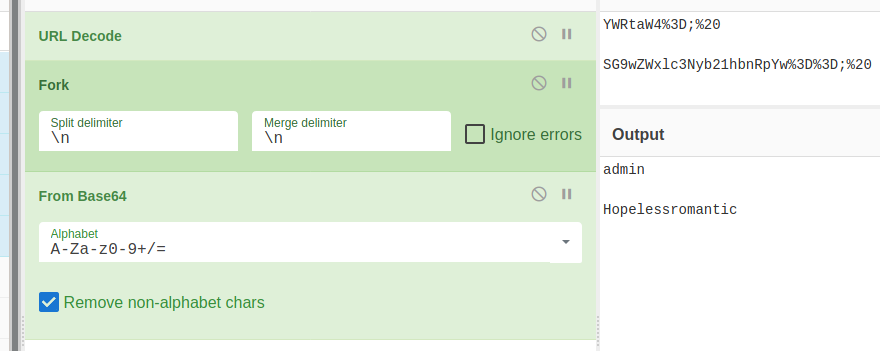 URL Decode
Fork
Split delimiter
\n
Merge delimiter
\n
Ignore errors
From Base64
Alphabet
A-Za-z0-9+/=
Remove non-alphabet chars
YWRtaW4%3D;%20
SG9wZWxlc3Nyb21hbnRpYw%3D%3D;%20
Output
admin
Hopelessromantic